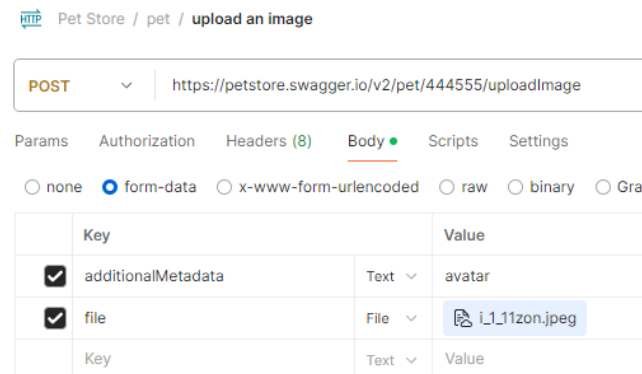 HTTP Pet Store / pet / upload an image
POST https://petstore.swagger.io/v2/pet/444555/uploadImage
Params Authorization Headers (8) Body Scripts Settings
none form-data x-www-form-urlencoded raw binary Gra
Key Value
additionalMetadata Text avatar
file File i_1_11zon.jpeg
Key Text Value